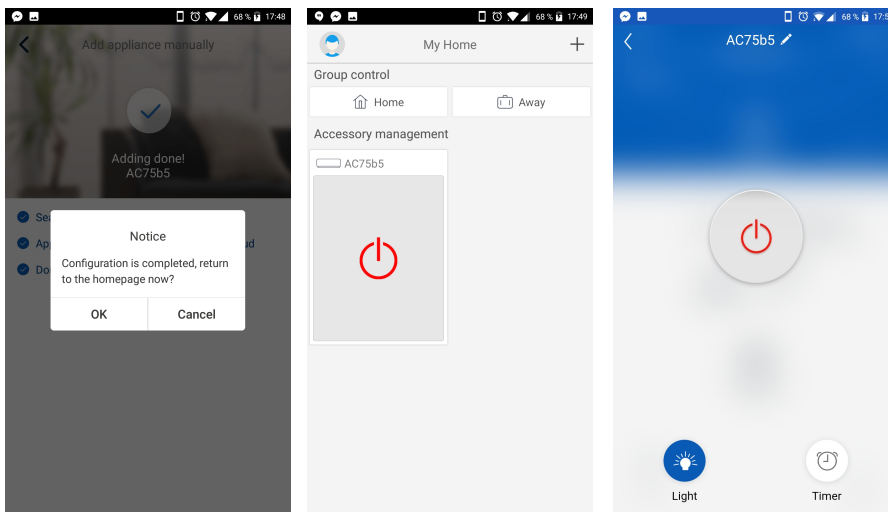 68 % 17:48
Add appliance manually
Adding done!
AC75b5
Notice
Configuration is completed, return
to the homepage now?
OK Cancel
68 % 17:49
My Home
Group control
Home Away
Accessory management
AC75b5
68 %
AC75b5
Light Timer